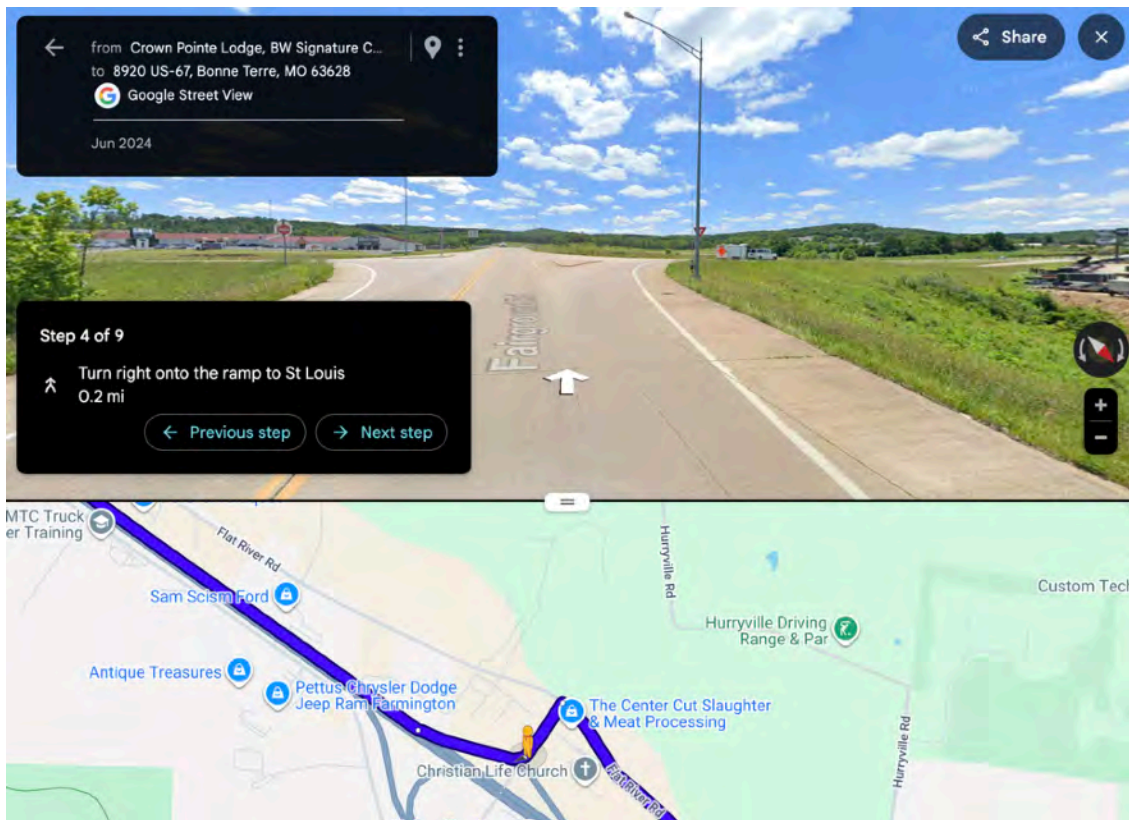 from Crown Pointe Lodge, BW Signature C...
to 8920 US-67, Bonne Terre, MO 63628
Google Street View
Jun 2024
Share
Fairground
Step 4 of 9
Turn right onto the ramp to St Louis
0.2 mi
Previous step
Next step
MTC Truck
er Training
Flat River Rd
Sam Scism Ford
Antique Treasures
Pettus Chrysler Dodge
Jeep Ram Farmington
Christian Life Church
The Center Cut Slaughter
& Meat Processing
Flat River Rd
Hurryville Rd
Hurryville Driving
Range & Par
Custom Tech
Hurryville Rd